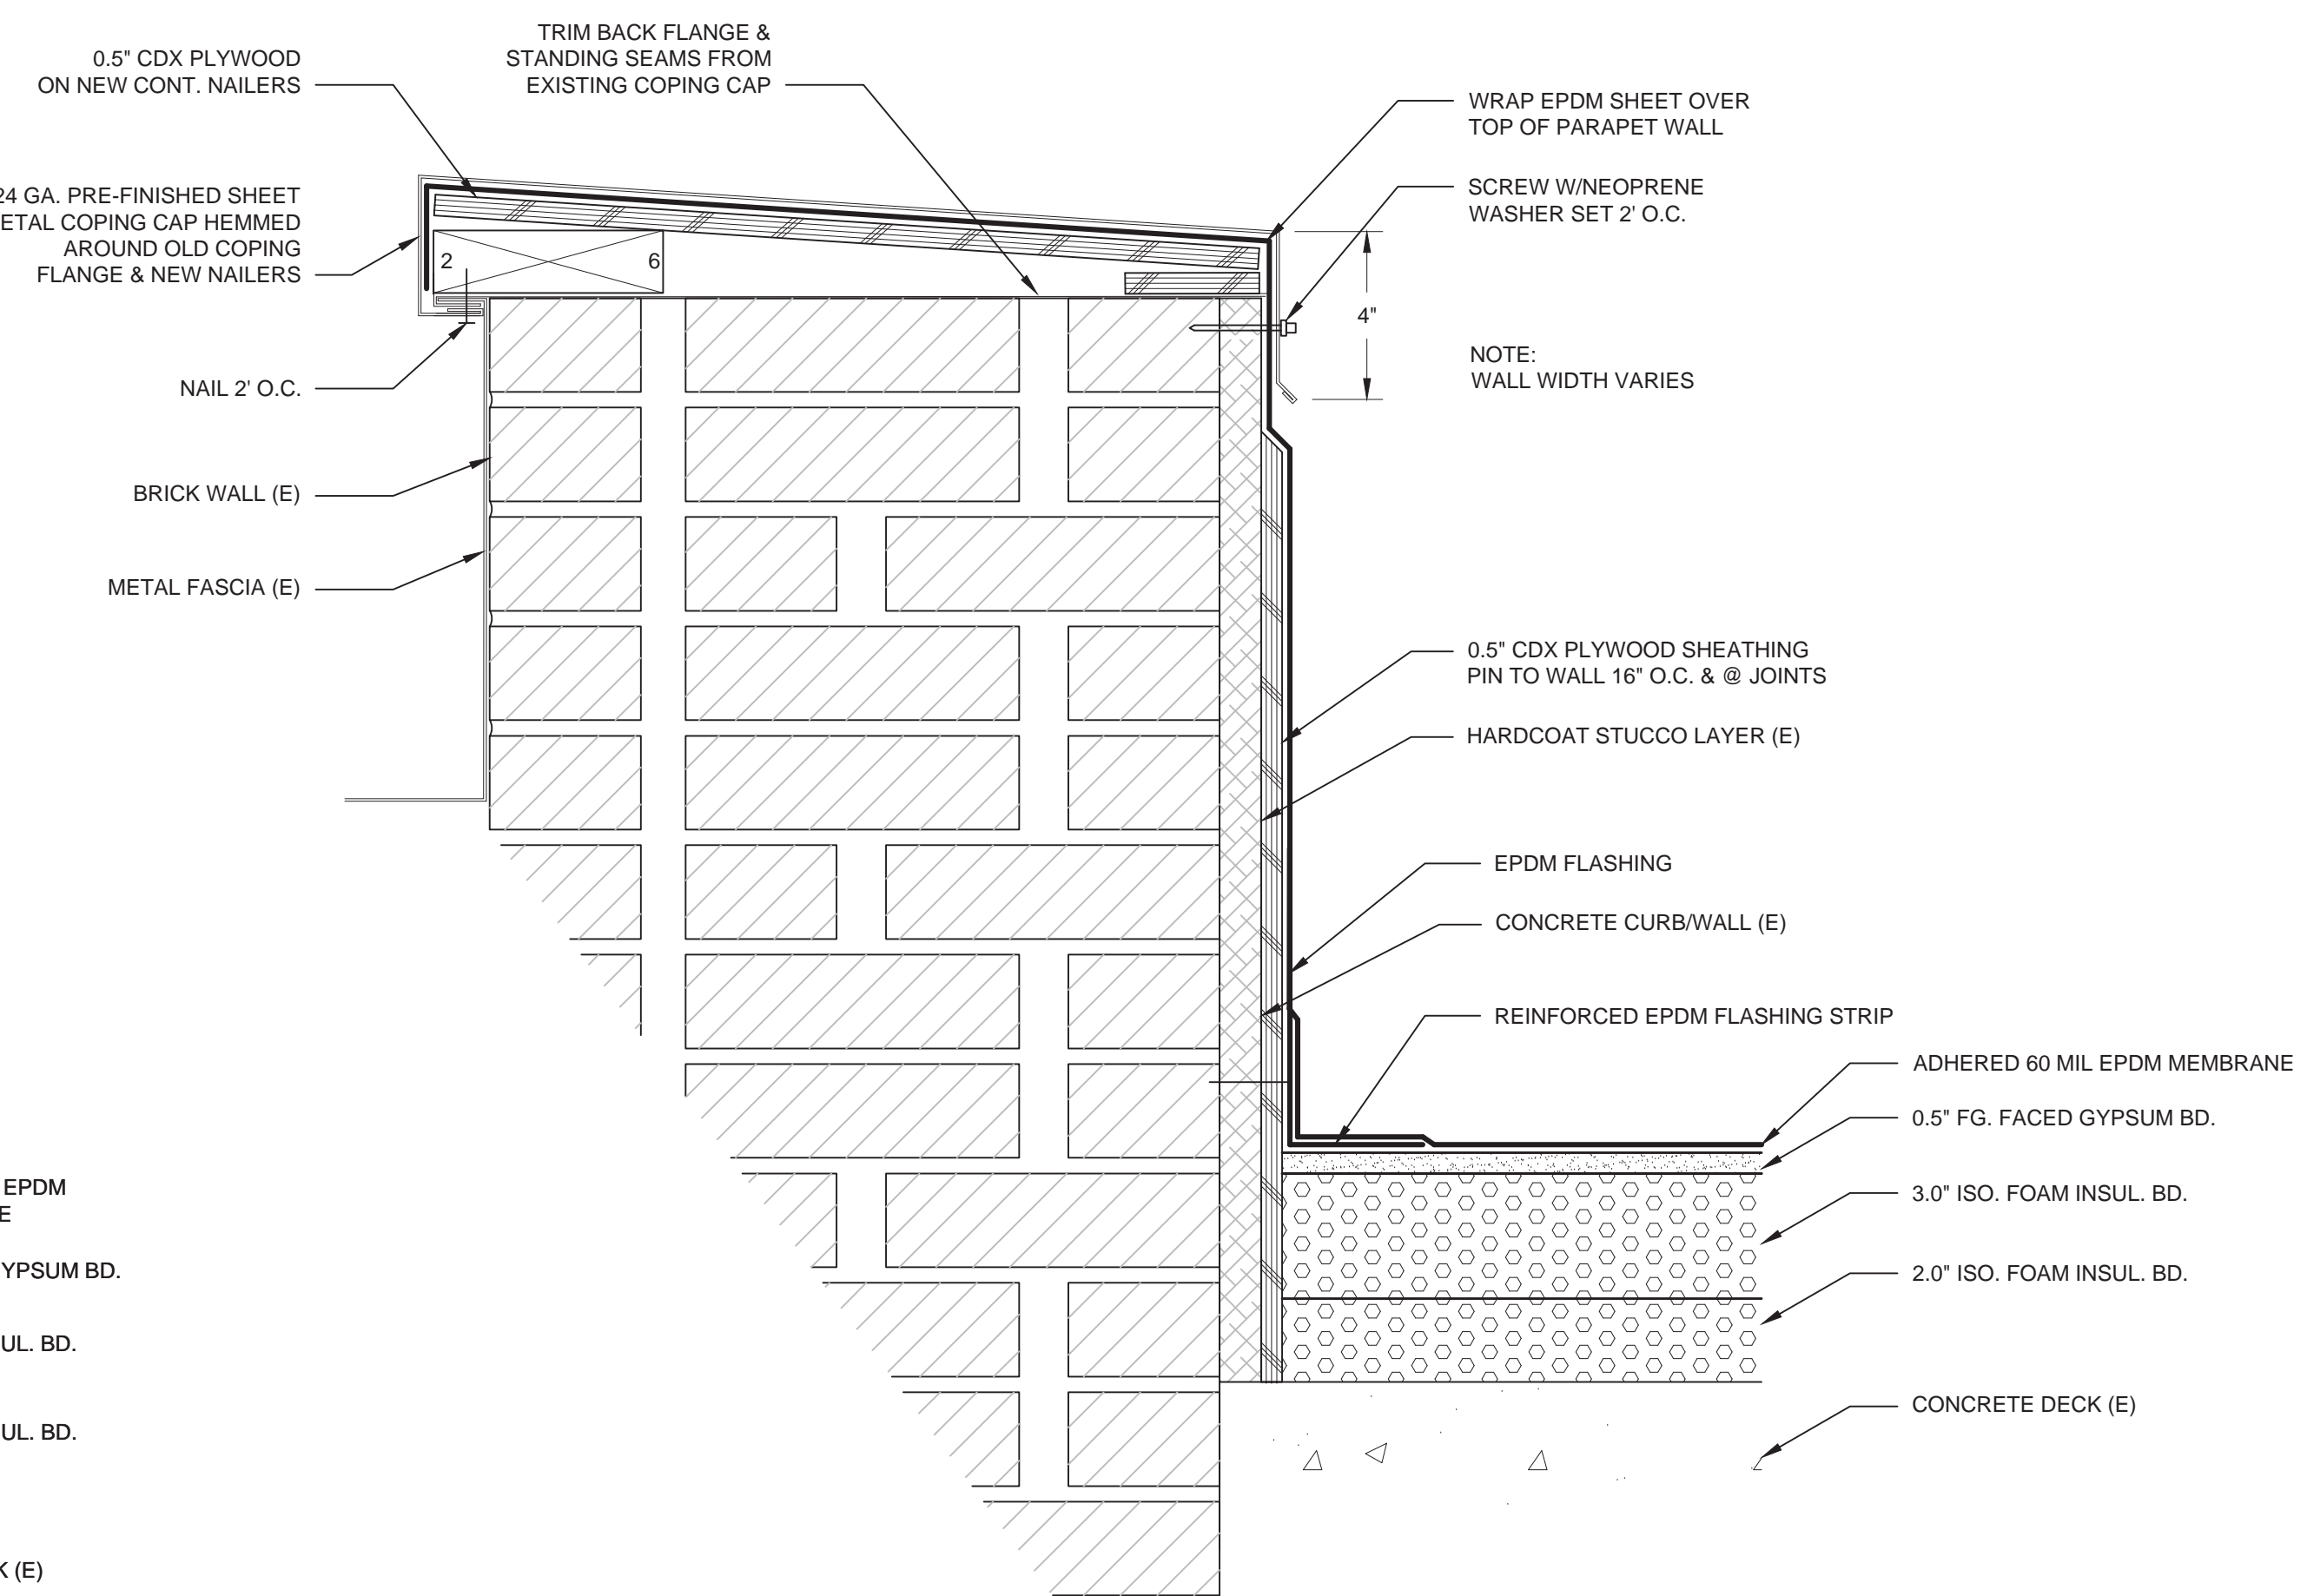 0.5" CDX PLYWOOD
ON NEW CONT. NAILERS
TRIM BACK FLANGE &
STANDING SEAMS FROM
EXISTING COPING CAP
WRAP EPDM SHEET OVER
TOP OF PARAPET WALL
SCREW W/NEOPRENE
WASHER SET 2' O.C.
24 GA. PRE-FINISHED SHEET
METAL COPING CAP HEMMED
AROUND OLD COPING
FLANGE & NEW NAILERS
2
6
4"
NOTE:
WALL WIDTH VARIES
NAIL 2' O.C.
BRICK WALL (E)
METAL FASCIA (E)
0.5" CDX PLYWOOD SHEATHING
PIN TO WALL 16" O.C. & @ JOINTS
HARDCOAT STUCCO LAYER (E)
EPDM FLASHING
CONCRETE CURB/WALL (E)
REINFORCED EPDM FLASHING STRIP
ADHERED 60 MIL EPDM MEMBRANE
0.5" FG. FACED GYPSUM BD.
3.0" ISO. FOAM INSUL. BD.
2.0" ISO. FOAM INSUL. BD.
CONCRETE DECK (E)
EPDM
E
YPSUM BD.
UL. BD.
UL. BD.
K (E)